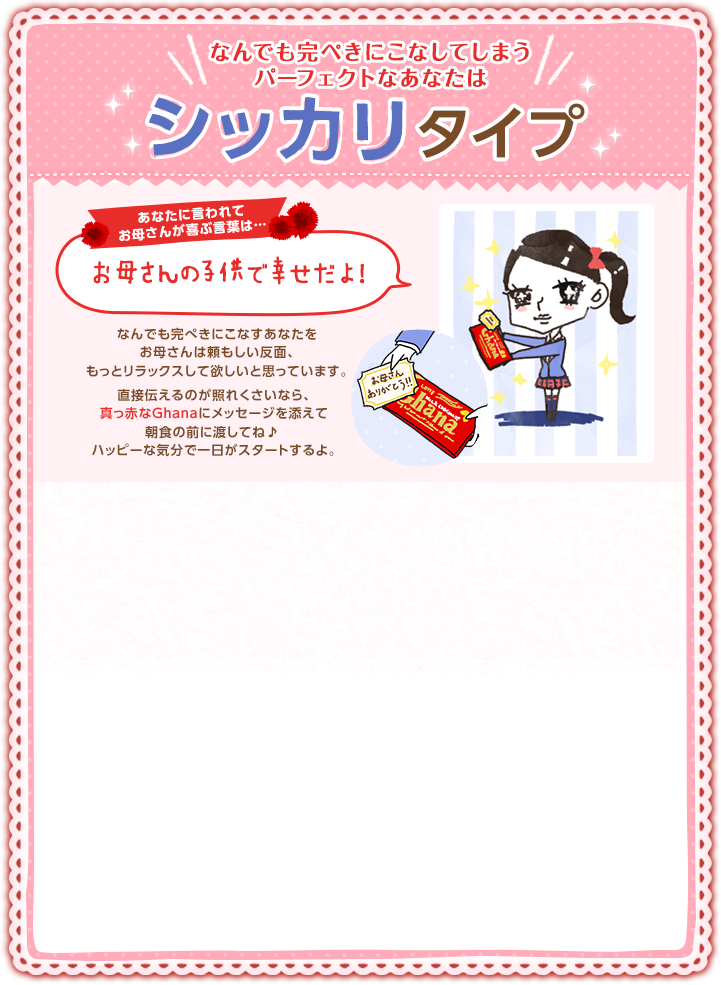 なんでも完ぺきにこなしてしまう
パーフェクトなあなたは
シッカリタイプ
あなたに言われて
お母さんが喜ぶ言葉は…
お母さんの子供で幸せだよ!
なんでも完ぺきにこなすあなたを
お母さんは頼もしい反面、
もっとリラックスして欲しいと思っています。
直接伝えるのが照れくさいなら、
真っ赤なGhanaにメッセージを添えて
朝食の前に渡してね♪
ハッピーな気分で一日がスタートするよ。
お母さん
ありがとう!!
LOTTE
MILK CHOCOLATE
Ghana